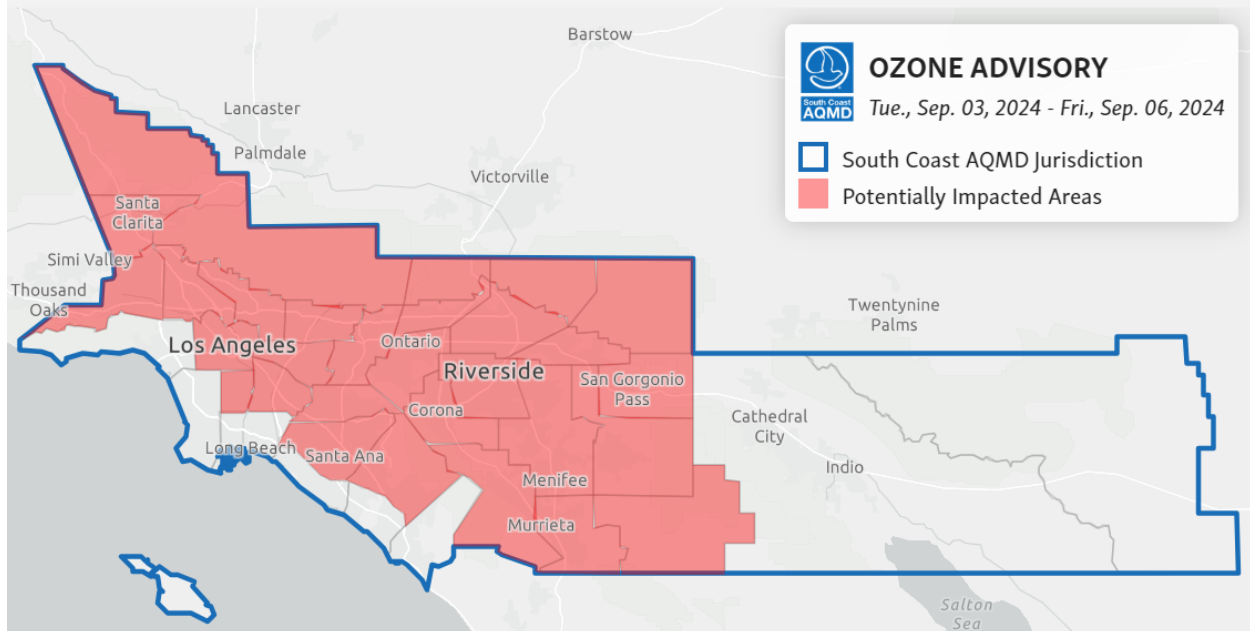 Barstow
OZONE ADVISORY
South Coast
AQMD
Tue., Sep. 03, 2024 - Fri., Sep. 06, 2024
South Coast AQMD Jurisdiction
Potentially Impacted Areas
Lancaster
Palmdale
Victorville
Santa
Clarita
Simi Valley
Thousand
Oaks
Twentynine
Palms
Los Angeles
Ontario
Riverside
San Gorgonio
Pass
Corona
Cathedral
City
Long Beach
Santa Ana
Indio
Menifee
Murrieta
Salton
Sea